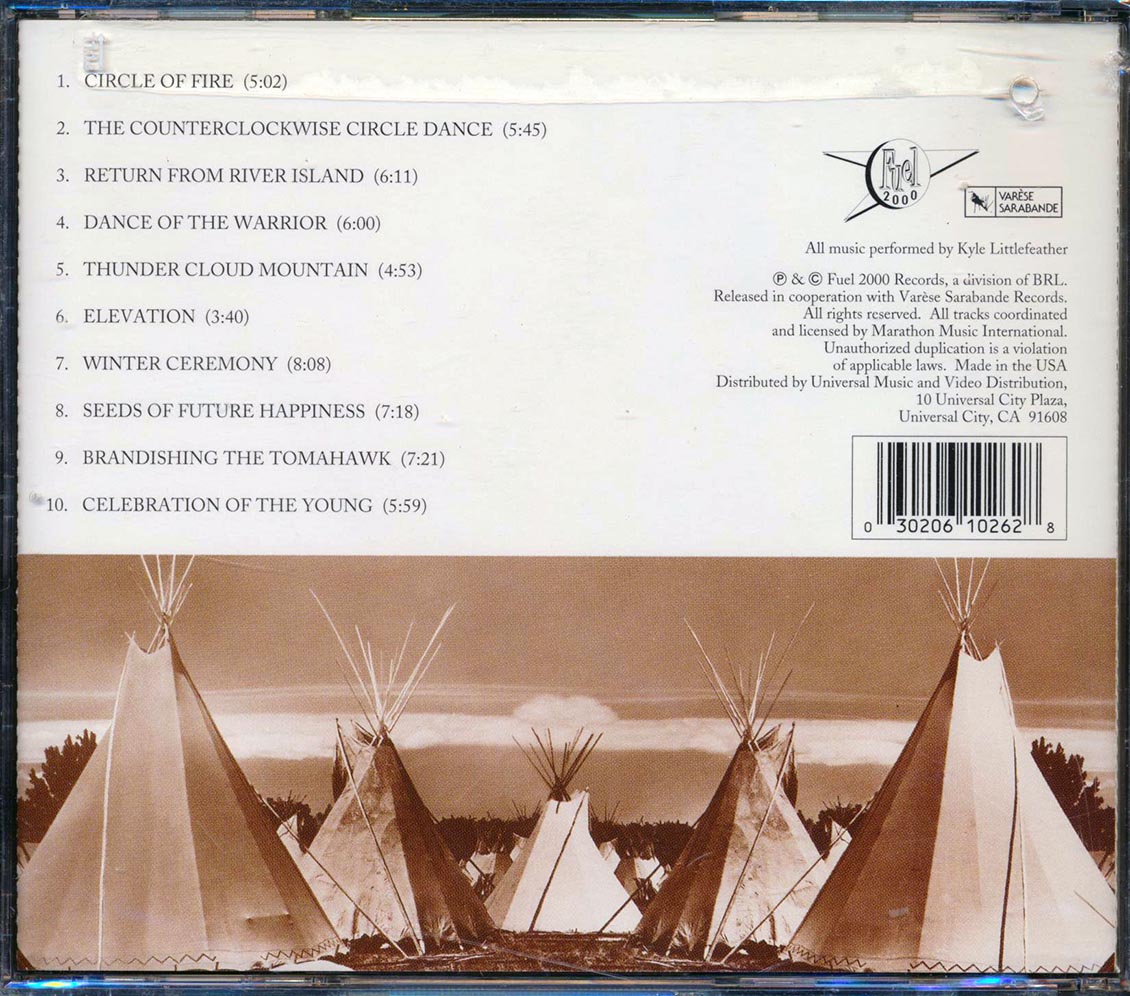 1. CIRCLE OF FIRE (5:02)
2. THE COUNTERCLOCKWISE CIRCLE DANCE (5:45)
3. RETURN FROM RIVER ISLAND (6:11)
4. DANCE OF THE WARRIOR (6:00)
5. THUNDER CLOUD MOUNTAIN (4:53)
6. ELEVATION (3:40)
7. WINTER CEREMONY (8:08)
8. SEEDS OF FUTURE HAPPINESS (7:18)
9. BRANDISHING THE TOMAHAWK (7:21)
10. CELEBRATION OF THE YOUNG (5:59)
Fuel
2000
VARÈSE
SARABANDE
All music performed by Kyle Littlefeather
℗ & © Fuel 2000 Records, a division of BRL.
Released in cooperation with Varèse Sarabande Records.
All rights reserved. All tracks coordinated
and licensed by Marathon Music International.
Unauthorized duplication is a violation
of applicable laws. Made in the USA
Distributed by Universal Music and Video Distribution,
10 Universal City Plaza,
Universal City, CA 91608
0 30206 10262 8